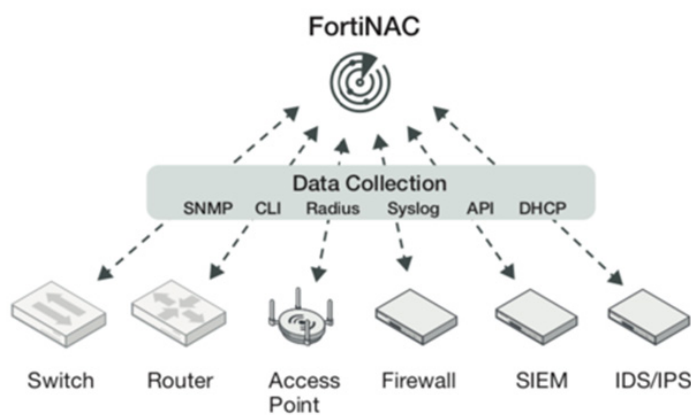 FortiNAC
Data Collection
SNMP CLI Radius Syslog API DHCP
Switch Router Access Point Firewall SIEM IDS/IPS